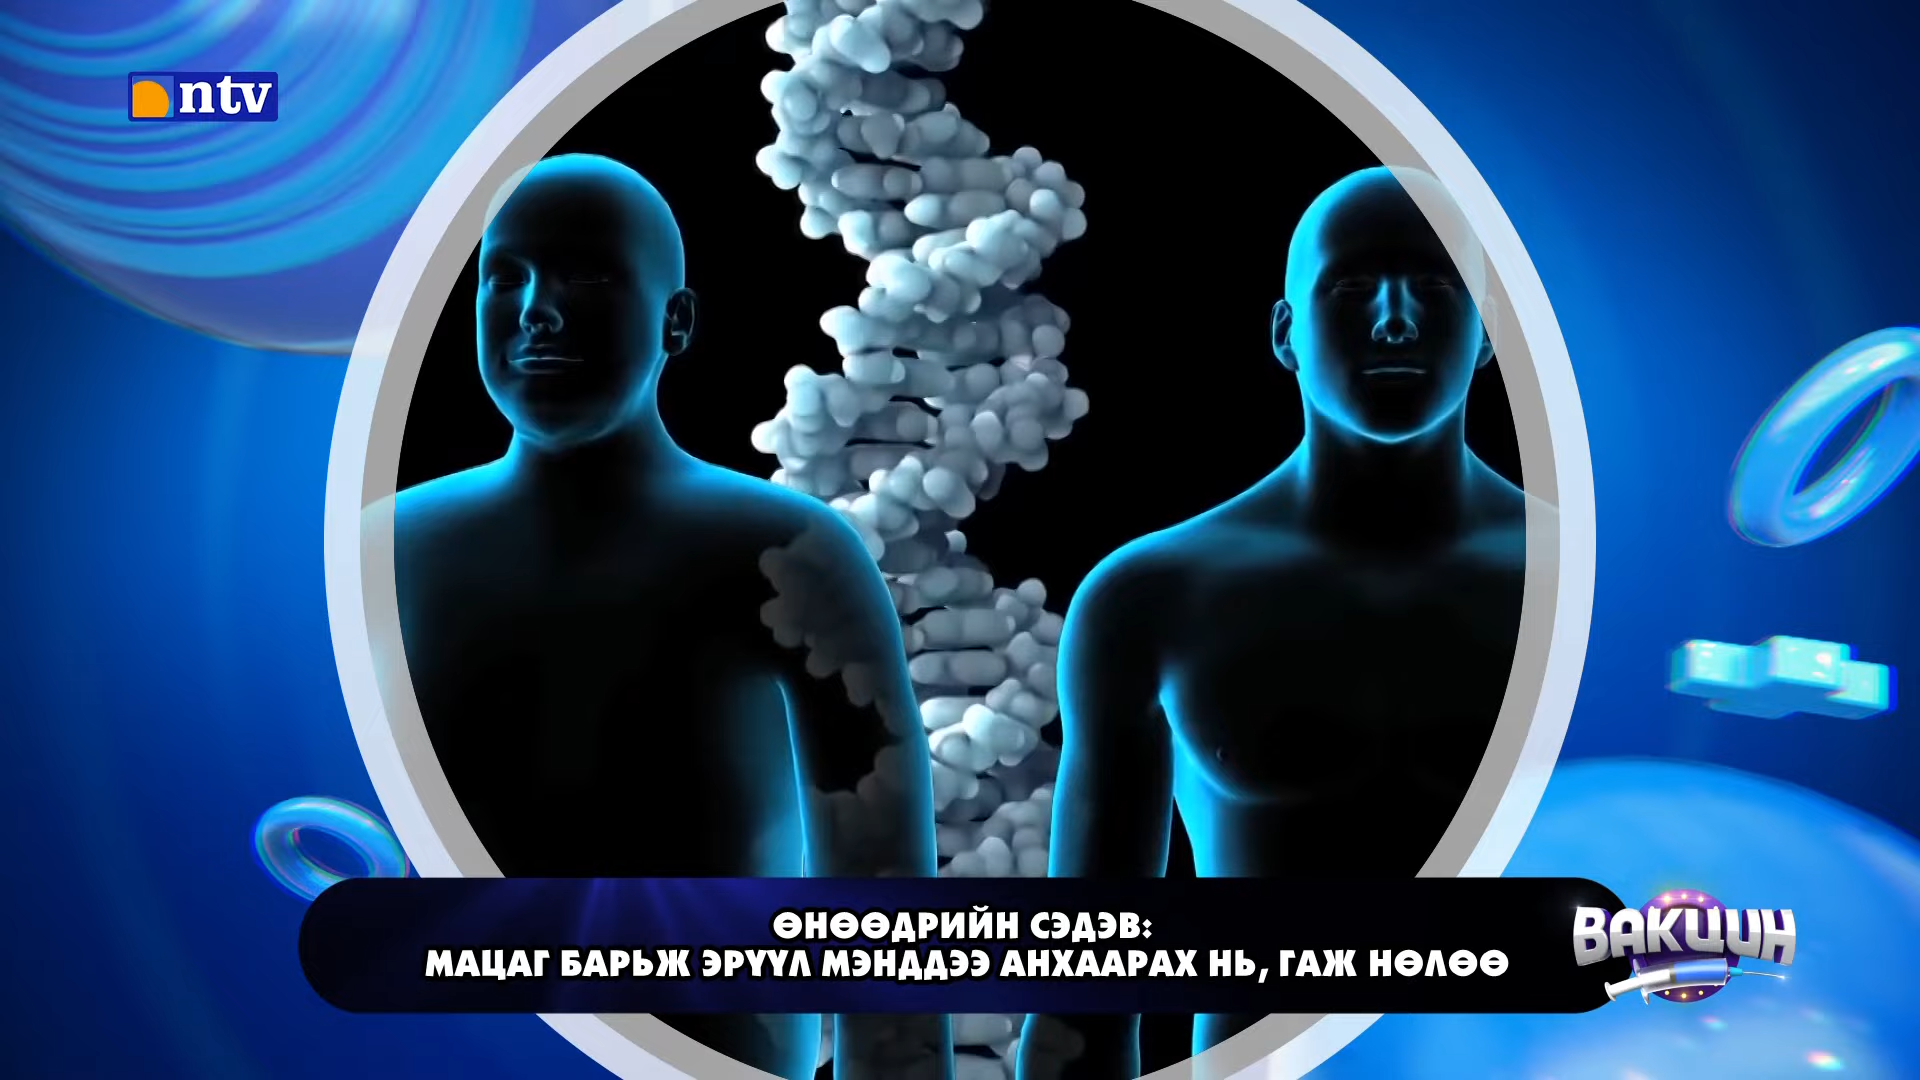 ntv
ӨНӨӨДРИЙН СЭДЭВ:
МАЦАГ БАРЬЖ ЭРҮҮЛ МЭНДДЭЭ АНХААРАХ НЬ, ГАЖ НӨЛӨӨ
ВАКЦИН